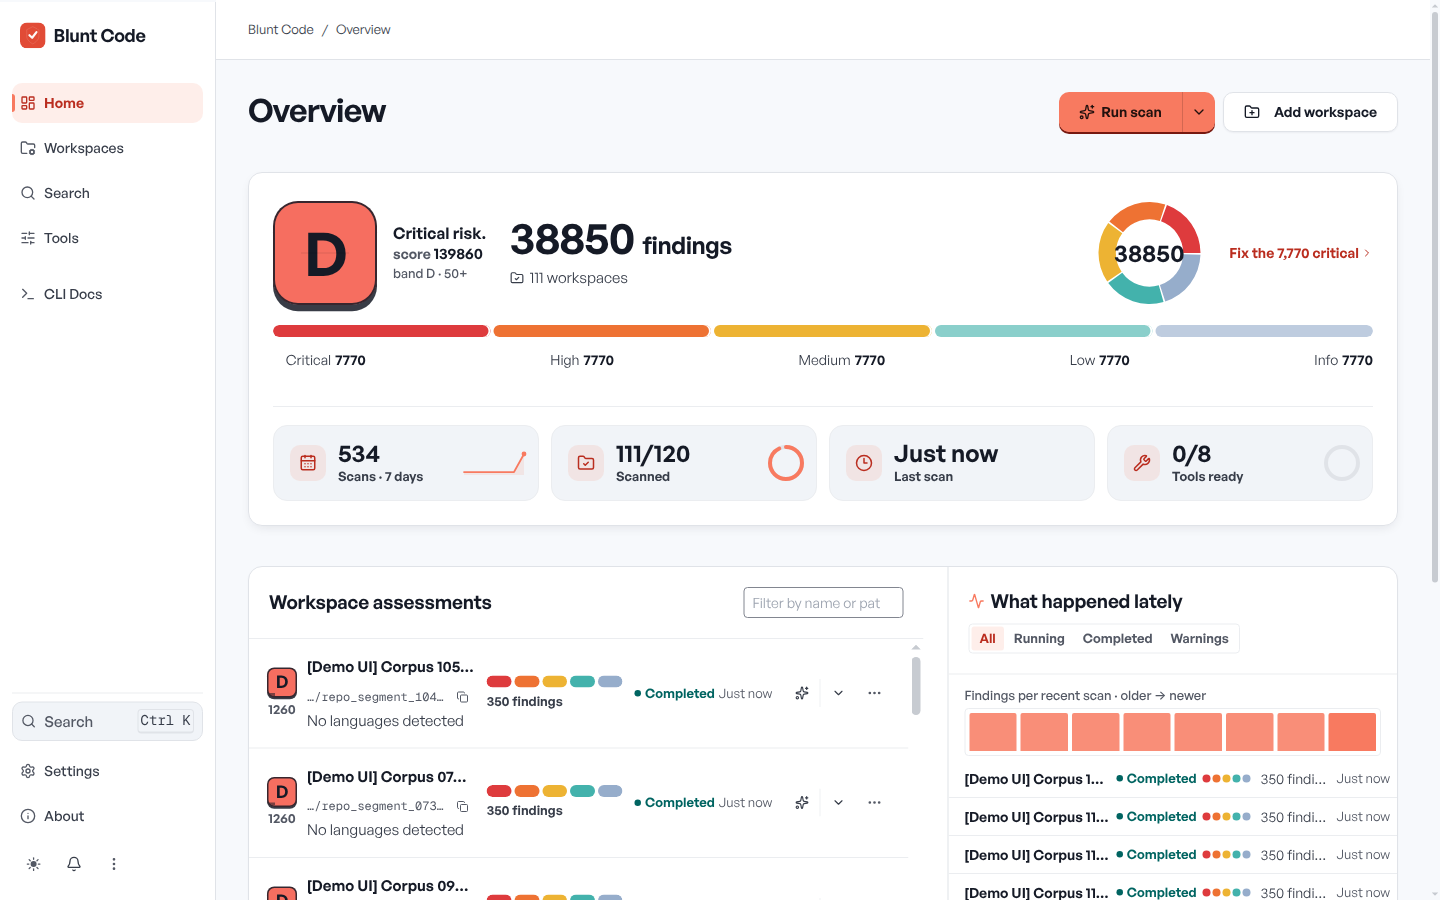 Blunt Code
Home
Workspaces
Search
Tools
CLI Docs
Search
Ctrl K
Settings
About
Blunt Code / Overview
Overview
Run scan
Add workspace
D
Critical risk.
score 139860
band D · 50+
38850 findings
111 workspaces
38850
Fix the 7,770 critical
Critical 7770
High 7770
Medium 7770
Low 7770
Info 7770
534
Scans · 7 days
111/120
Scanned
Just now
Last scan
0/8
Tools ready
Workspace assessments
Filter by name or pat
D
1260
[Demo UI] Corpus 105...
.../repo_segment_104...
No languages detected
350 findings
Completed Just now
D
1260
[Demo UI] Corpus 07...
.../repo_segment_073...
No languages detected
350 findings
Completed Just now
D
[Demo UI] Corpus 09...
What happened lately
All
Running
Completed
Warnings
Findings per recent scan · older → newer
[Demo UI] Corpus 1... Completed 350 findi... Just now
[Demo UI] Corpus 11... Completed 350 findi... Just now
[Demo UI] Corpus 11... Completed 350 findi... Just now
[Demo UI] Corpus 11... Completed 350 findi... Just now